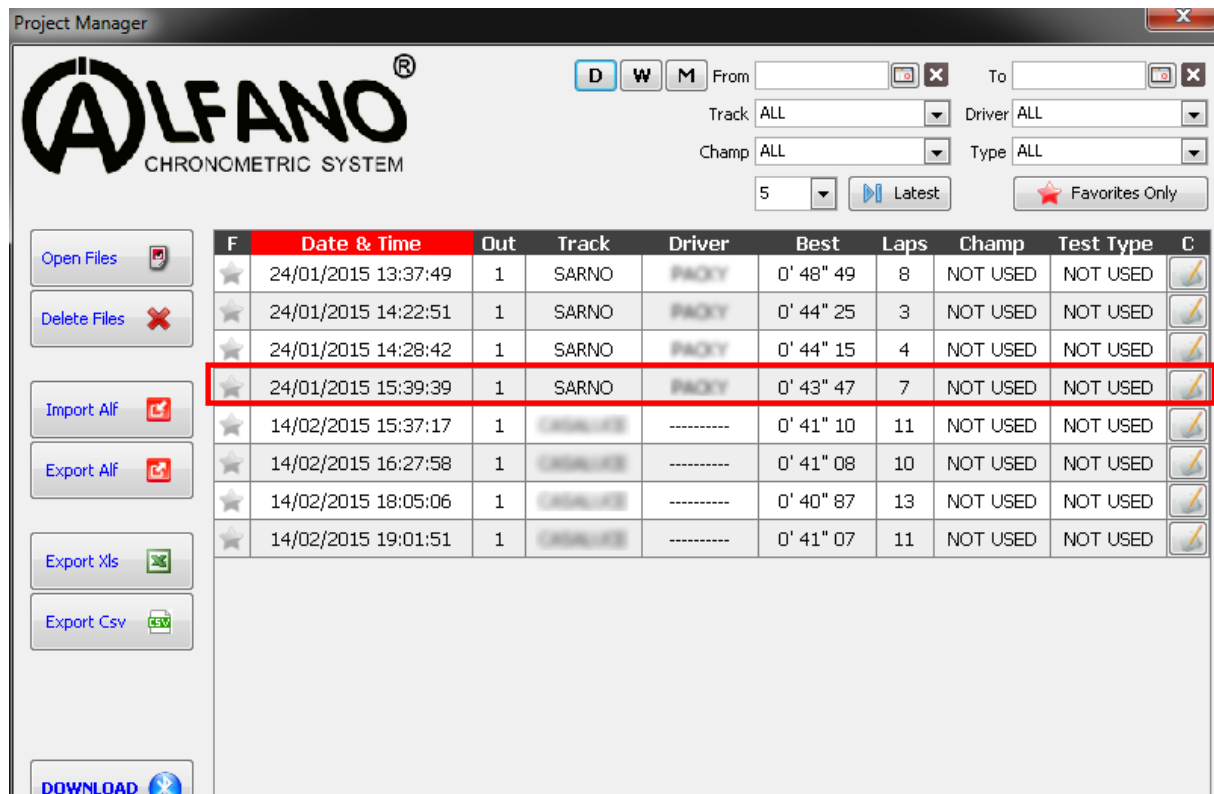 Project Manager
ALFANO ®
CHRONOMETRIC SYSTEM
D W M From To
Track ALL Driver ALL
Champ ALL Type ALL
5 Latest Favorites Only
Open Files
Delete Files
Import Alf
Export Alf
Export Xls
Export Csv
DOWNLOAD
F Date & Time Out Track Driver Best Laps Champ Test Type C
24/01/2015 13:37:49 1 SARNO 0' 48" 49 8 NOT USED NOT USED
24/01/2015 14:22:51 1 SARNO 0' 44" 25 3 NOT USED NOT USED
24/01/2015 14:28:42 1 SARNO 0' 44" 15 4 NOT USED NOT USED
24/01/2015 15:39:39 1 SARNO 0' 43" 47 7 NOT USED NOT USED
14/02/2015 15:37:17 1 ---------- 0' 41" 10 11 NOT USED NOT USED
14/02/2015 16:27:58 1 ---------- 0' 41" 08 10 NOT USED NOT USED
14/02/2015 18:05:06 1 ---------- 0' 40" 87 13 NOT USED NOT USED
14/02/2015 19:01:51 1 ---------- 0' 41" 07 11 NOT USED NOT USED